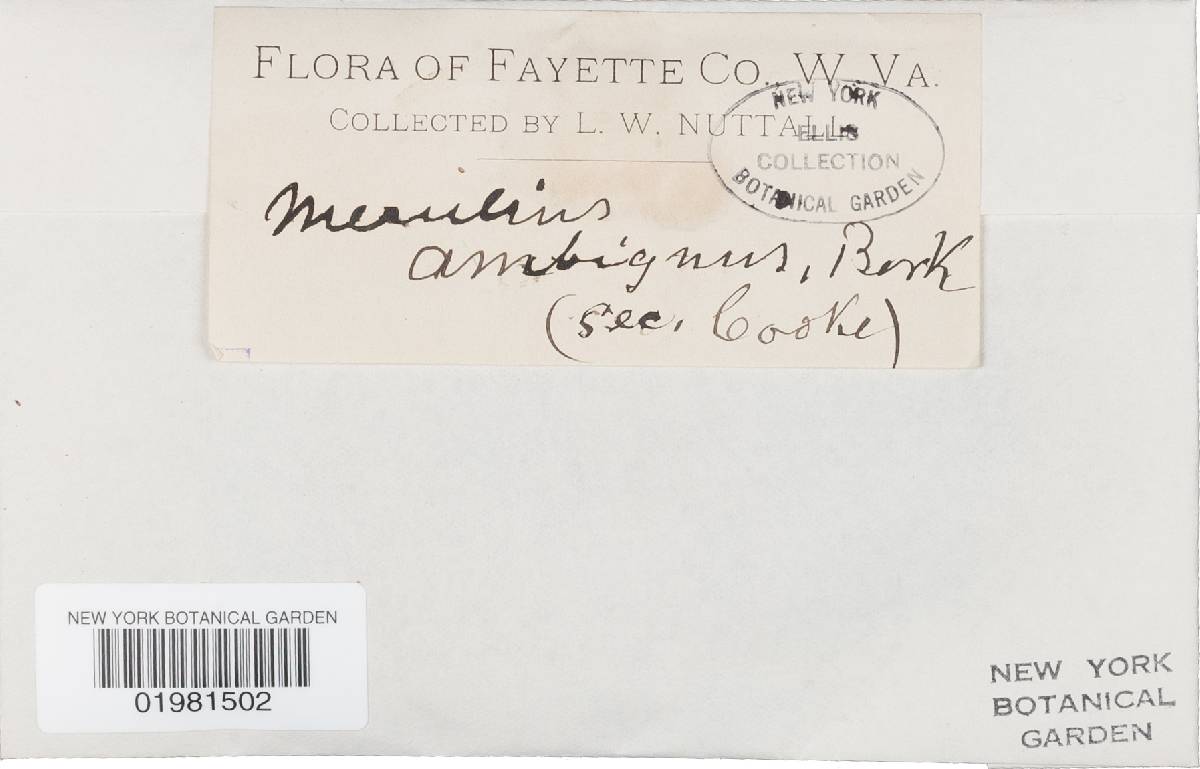 FLORA OF FAYETTE CO., W. VA.
COLLECTED BY L. W. NUTTALL.
NEW YORK
ELLIS
COLLECTION
BOTANICAL GARDEN
Merulius
ambiguus, Berk
(sec. Cooke)
NEW YORK BOTANICAL GARDEN
01981502
NEW YORK
BOTANICAL
GARDEN